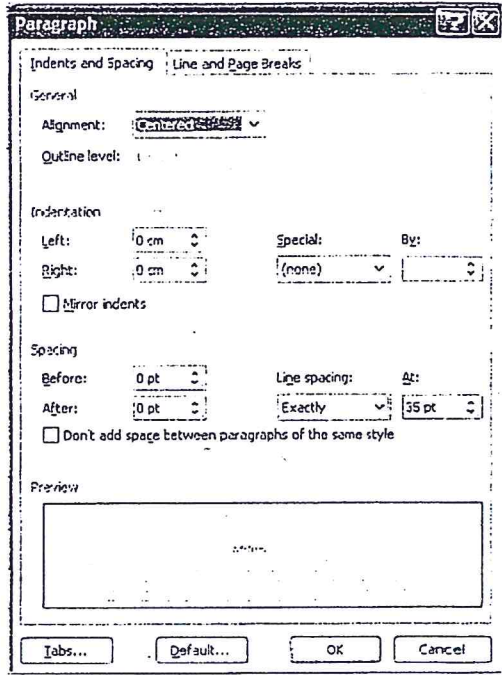 Paragraph
Indents and Spacing Line and Page Breaks
General
Alignment: Centered
Outline level:
Indentation
Left: 0 cm Special: By:
Right: 0 cm (none)
Mirror indents
Spacing
Before: 0 pt Line spacing: At:
After: 0 pt Exactly 35 pt
Don't add space between paragraphs of the same style
Preview
Tabs... Default... OK Cancel